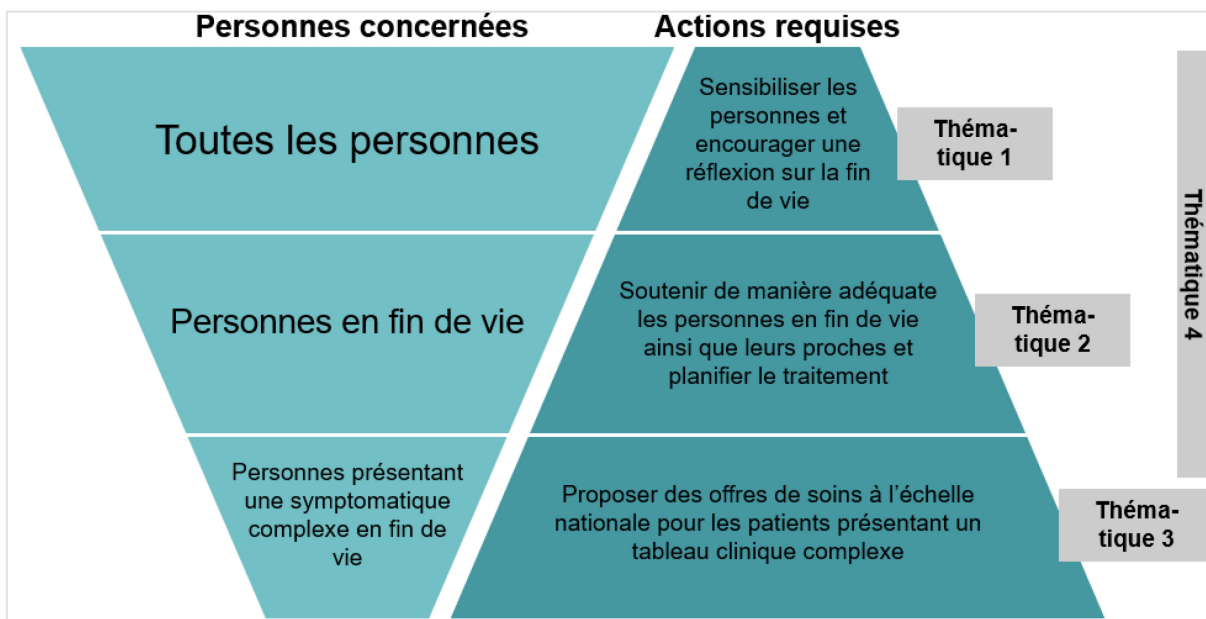 Personnes concernées
Actions requises
Toutes les personnes
Sensibiliser les
personnes et
encourager une
réflexion sur la fin
de vie
Théma-
tique 1
Personnes en fin de vie
Soutenir de manière adéquate
les personnes en fin de vie
ainsi que leurs proches et
planifier le traitement
Théma-
tique 2
Personnes présentant
une symptomatique
complexe en fin de
vie
Proposer des offres de soins à l’échelle
nationale pour les patients présentant un
tableau clinique complexe
Théma-
tique 3
Thématique 4